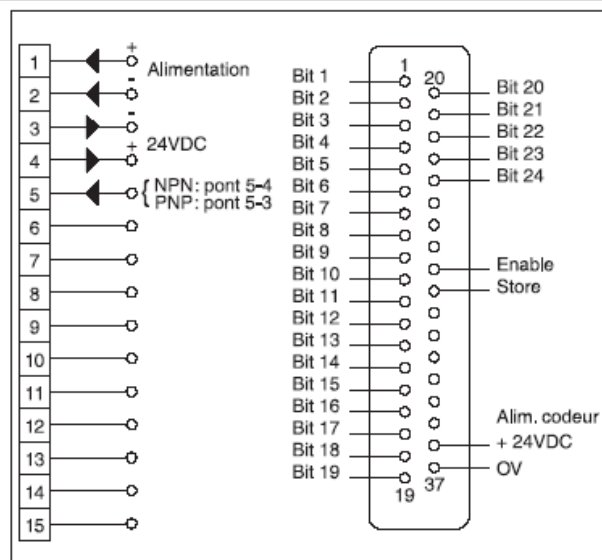 1 + Alimentation
2 -
3 -
4 + 24VDC
5 { NPN: pont 5-4
PNP: pont 5-3
6
7
8
9
10
11
12
13
14
15
1 20
Bit 1
Bit 2
Bit 3
Bit 4
Bit 5
Bit 6
Bit 7
Bit 8
Bit 9
Bit 10
Bit 11
Bit 12
Bit 13
Bit 14
Bit 15
Bit 16
Bit 17
Bit 18
Bit 19
19 37
Bit 20
Bit 21
Bit 22
Bit 23
Bit 24
Enable
Store
Alim. codeur
+ 24VDC
OV